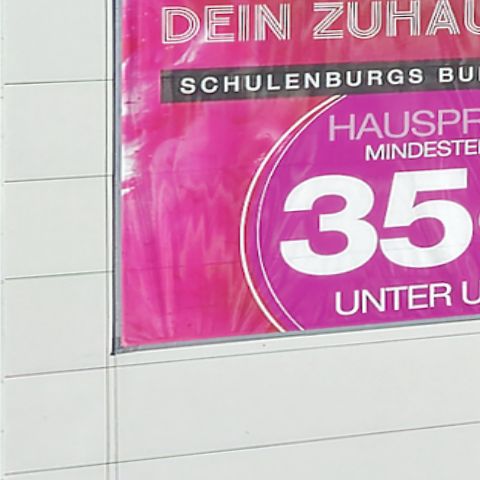 DEIN ZUHAU
SCHULENBURGS BU
HAUSPR
MINDESTE
35
UNTER U